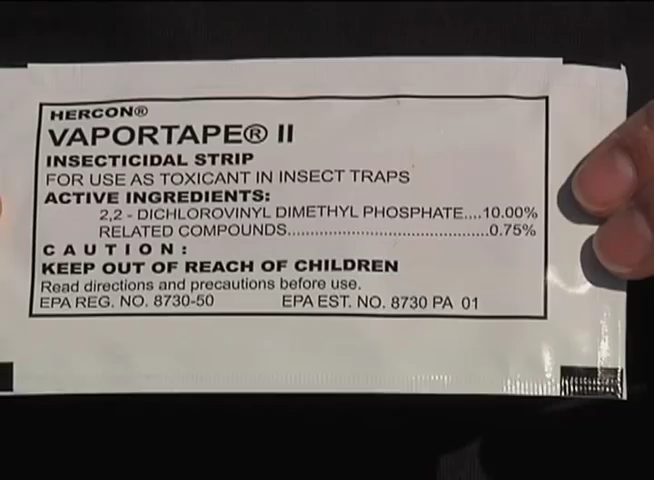 HERCON®
VAPORTAPE® II
INSECTICIDAL STRIP
FOR USE AS TOXICANT IN INSECT TRAPS
ACTIVE INGREDIENTS:
2,2 - DICHLOROVINYL DIMETHYL PHOSPHATE....10.00%
RELATED COMPOUNDS..........................................0.75%
CAUTION:
KEEP OUT OF REACH OF CHILDREN
Read directions and precautions before use.
EPA REG. NO. 8730-50 EPA EST. NO. 8730 PA 01